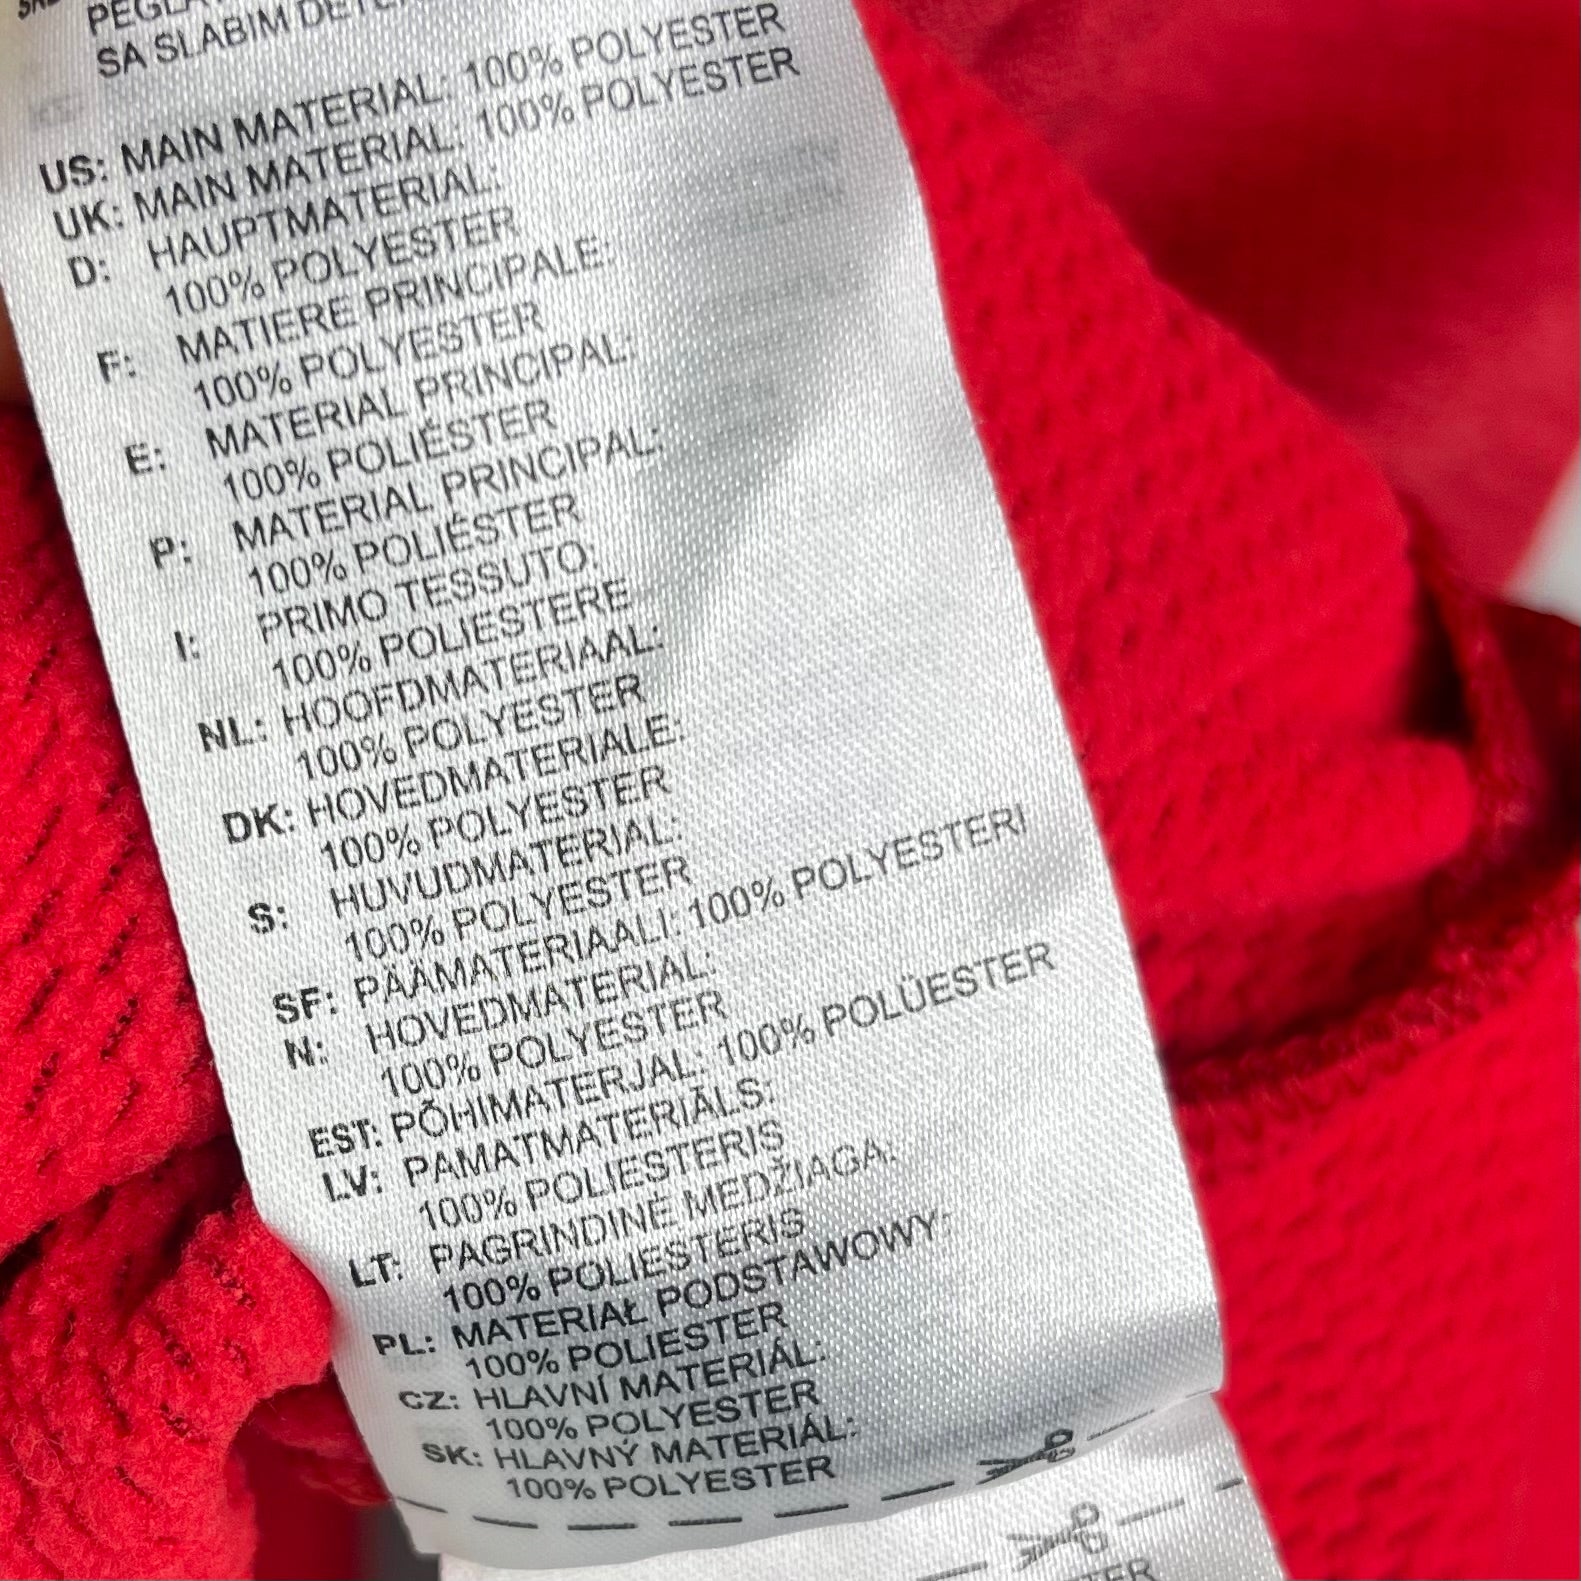 SA SLABIM
US: MAIN MATERIAL: 100% POLYESTER
UK: MAIN MATERIAL: 100% POLYESTER
D: HAUPTMATERIAL:
100% POLYESTER
F: MATIERE PRINCIPALE:
100% POLYESTER
E: MATERIAL PRINCIPAL:
100% POLIÉSTER
P: MATERIAL PRINCIPAL:
100% POLIÉSTER
I: PRIMO TESSUTO:
100% POLIESTERE
NL: HOOFDMATERIAAL:
100% POLYESTER
DK: HOVEDMATERIALE:
100% POLYESTER
S: HUVUDMATERIAL:
100% POLYESTER
SF: PÄÄMATERIAALI: 100% POLYESTERI
N: HOVEDMATERIAL:
100% POLYESTER
EST: PÕHIMATERJAL: 100% POLÜESTER
LV: PAMATMATERIĀLS:
100% POLIESTERIS
LT: PAGRINDINĖ MEDŽIAGA:
100% POLIESTERIS
PL: MATERIAŁ PODSTAWOWY:
100% POLIESTER
CZ: HLAVNÍ MATERIÁL:
100% POLYESTER
SK: HLAVNÝ MATERIÁL:
100% POLYESTER